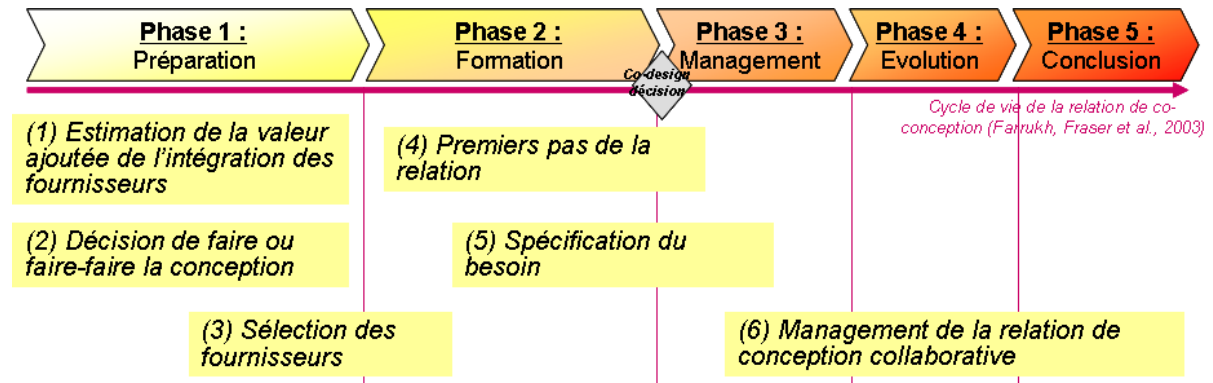 Phase 1 :
Préparation
Phase 2 :
Formation
Phase 3 :
Management
Phase 4 :
Evolution
Phase 5 :
Conclusion
Co-design
décision
Cycle de vie de la relation de co-
conception (Farrukh, Fraser et al., 2003)
(1) Estimation de la valeur
ajoutée de l'intégration des
fournisseurs
(4) Premiers pas de la
relation
(2) Décision de faire ou
faire-faire la conception
(5) Spécification du
besoin
(3) Sélection des
fournisseurs
(6) Management de la relation de
conception collaborative